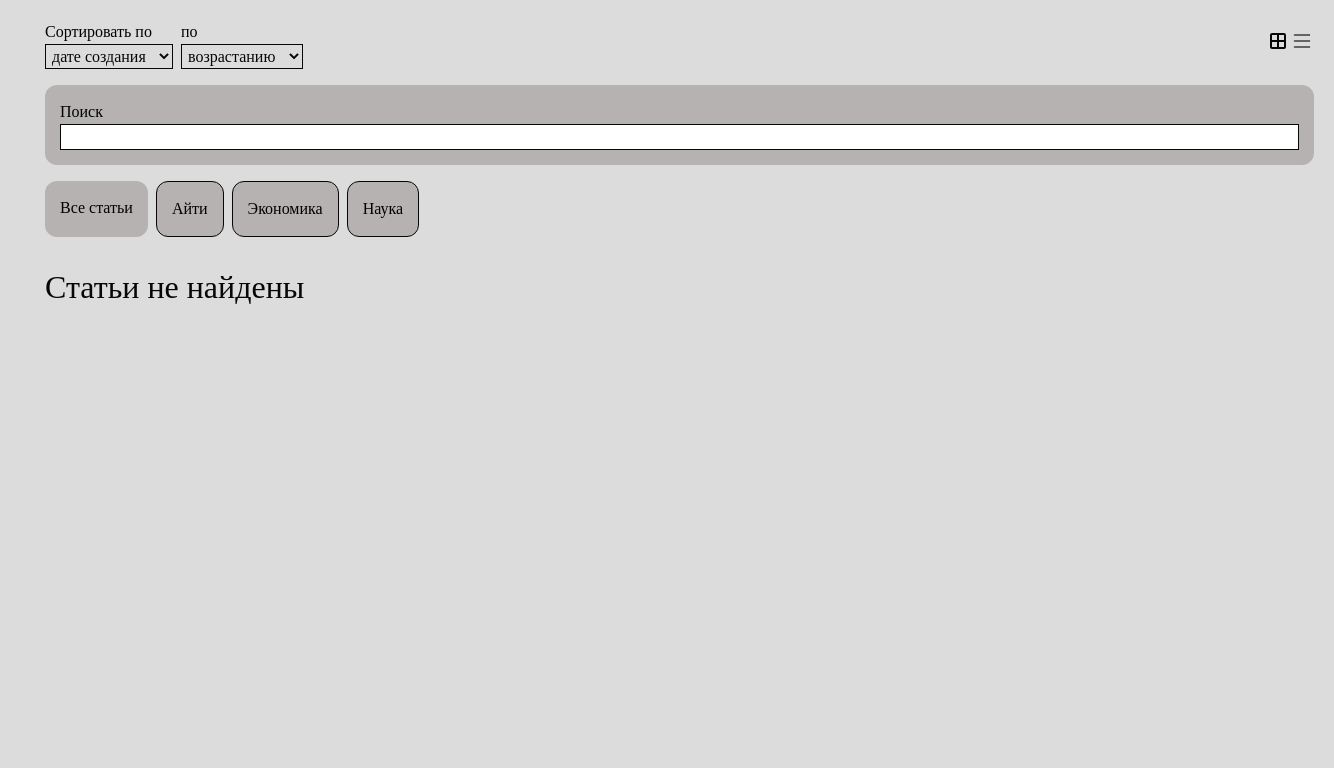 Сортировать по
по
дате создания
возрастанию
Поиск
Все статьи
Айти
Экономика
Наука
Статьи не найдены